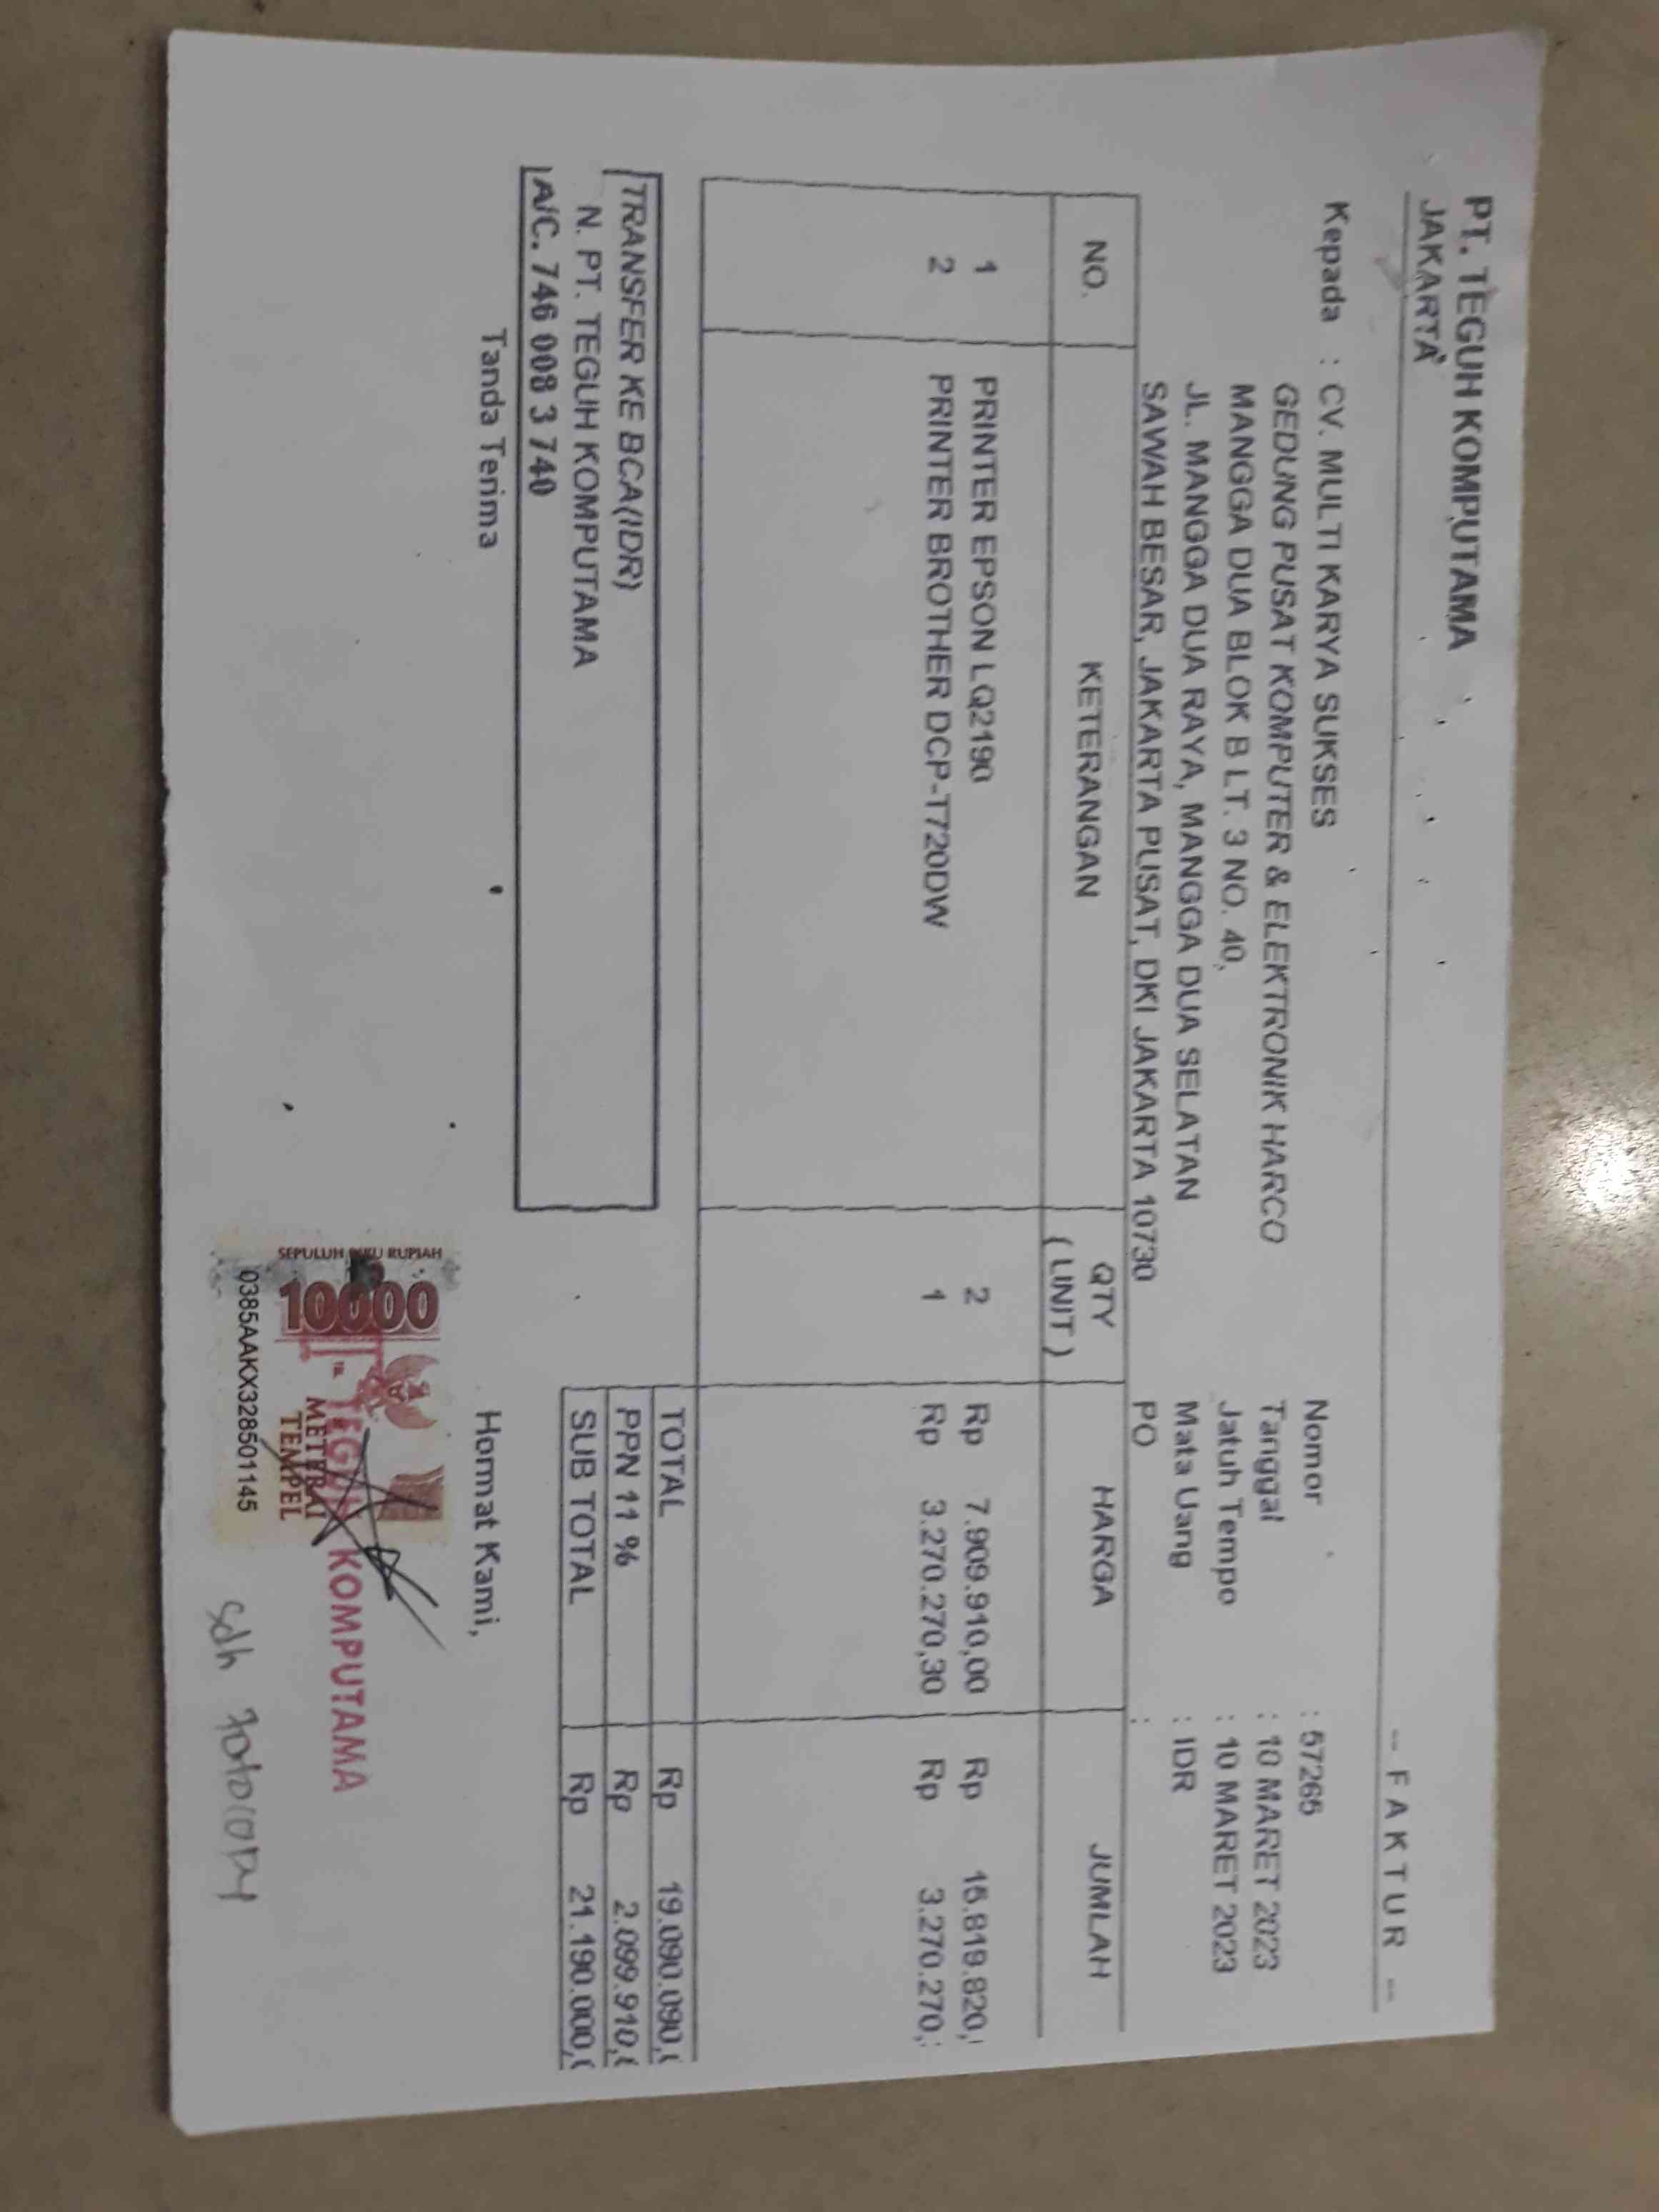 PT. TEGUH KOMPUTAMA
JAKARTA
-- F A K T U R --
Kepada : CV. MULTI KARYA SUKSES
GEDUNG PUSAT KOMPUTER & ELEKTRONIK HARCO
MANGGA DUA BLOK B LT. 3 NO. 40,
JL. MANGGA DUA RAYA, MANGGA DUA SELATAN
SAWAH BESAR, JAKARTA PUSAT, DKI JAKARTA 10730
Nomor : 57265
Tanggal : 10 MARET 2023
Jatuh Tempo : 10 MARET 2023
Mata Uang : IDR
PO :
NO. KETERANGAN QTY HARGA JUMLAH
( UNIT )
1 PRINTER EPSON LQ2190 2 Rp 7.909.910,00 Rp 15.819.820,
2 PRINTER BROTHER DCP-T720DW 1 Rp 3.270.270,30 Rp 3.270.270,
TOTAL Rp 19.090.090,
PPN 11 % Rp 2.099.910,
SUB TOTAL Rp 21.190.000,
TRANSFER KE BCA(IDR)
N. PT. TEGUH KOMPUTAMA
A/C. 746 008 3 740
Tanda Terima
Hormat Kami,
SEPULUH RIBU RUPIAH
10000
METERAI
TEMPEL
0385AAKX328501145
TEGUH KOMPUTAMA
sdh fotocopy